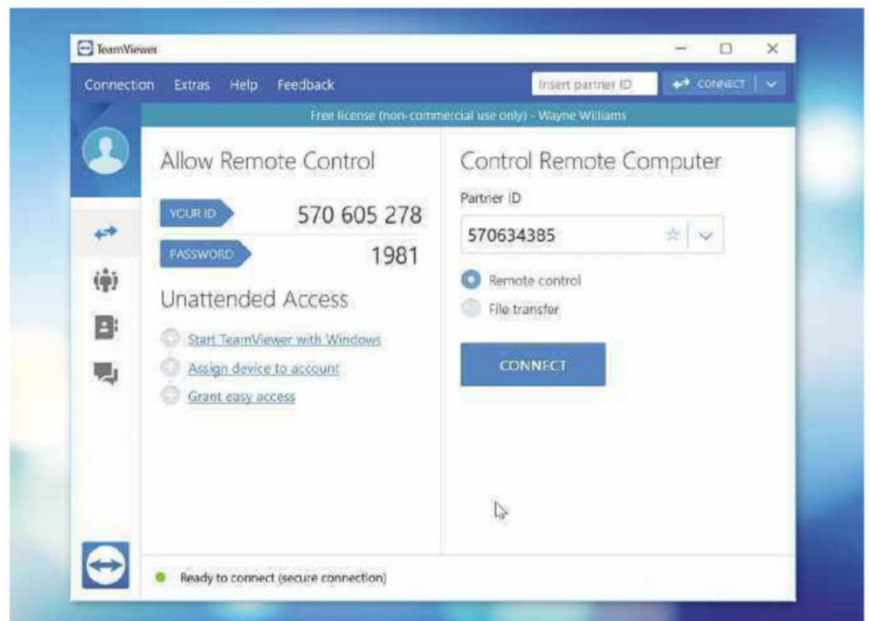 TeamViewer
Connection Extras Help Feedback
Insert partner ID
CONNECT
Free license (non-commercial use only) - Wayne Williams
Allow Remote Control
YOUR ID 570 605 278
PASSWORD 1981
Unattended Access
Start TeamViewer with Windows
Assign device to account
Grant easy access
Control Remote Computer
Partner ID
570634385
Remote control
File transfer
CONNECT
Ready to connect (secure connection)